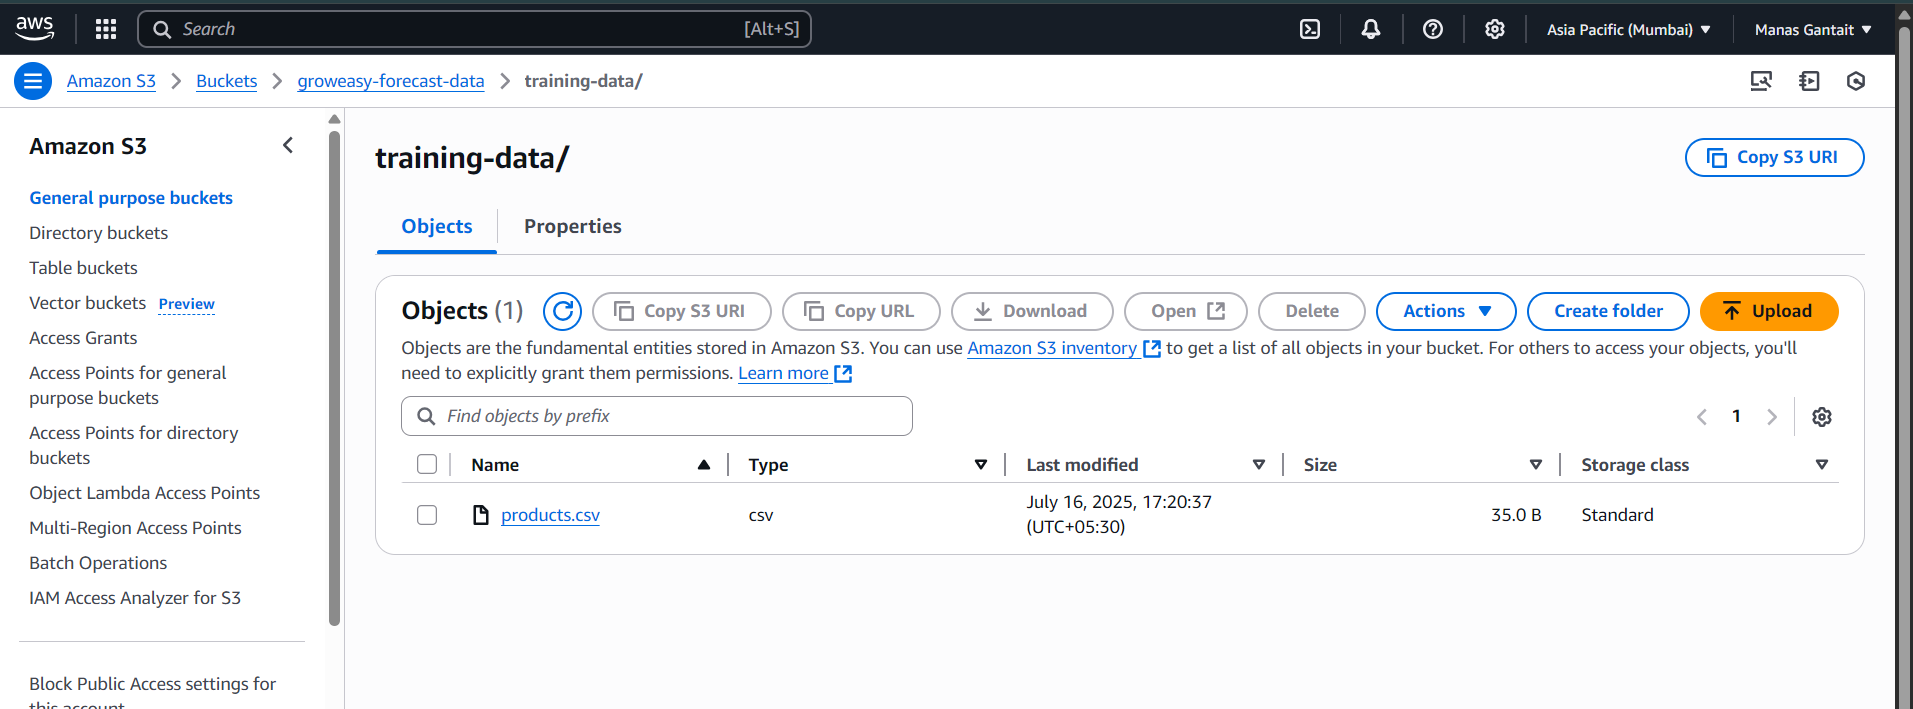 aws
Search [Alt+S]
Asia Pacific (Mumbai)
Manas Gantait
Amazon S3
Buckets
groweasy-forecast-data
training-data/
Amazon S3
General purpose buckets
Directory buckets
Table buckets
Vector buckets Preview
Access Grants
Access Points for general
purpose buckets
Access Points for directory
buckets
Object Lambda Access Points
Multi-Region Access Points
Batch Operations
IAM Access Analyzer for S3
Block Public Access settings for
this account
training-data/
Copy S3 URI
Objects
Properties
Objects (1)
Copy S3 URI
Copy URL
Download
Open
Delete
Actions
Create folder
Upload
Objects are the fundamental entities stored in Amazon S3. You can use Amazon S3 inventory to get a list of all objects in your bucket. For others to access your objects, you'll
need to explicitly grant them permissions. Learn more
Find objects by prefix
1
Name
Type
Last modified
Size
Storage class
products.csv
csv
July 16, 2025, 17:20:37
(UTC+05:30)
35.0 B
Standard